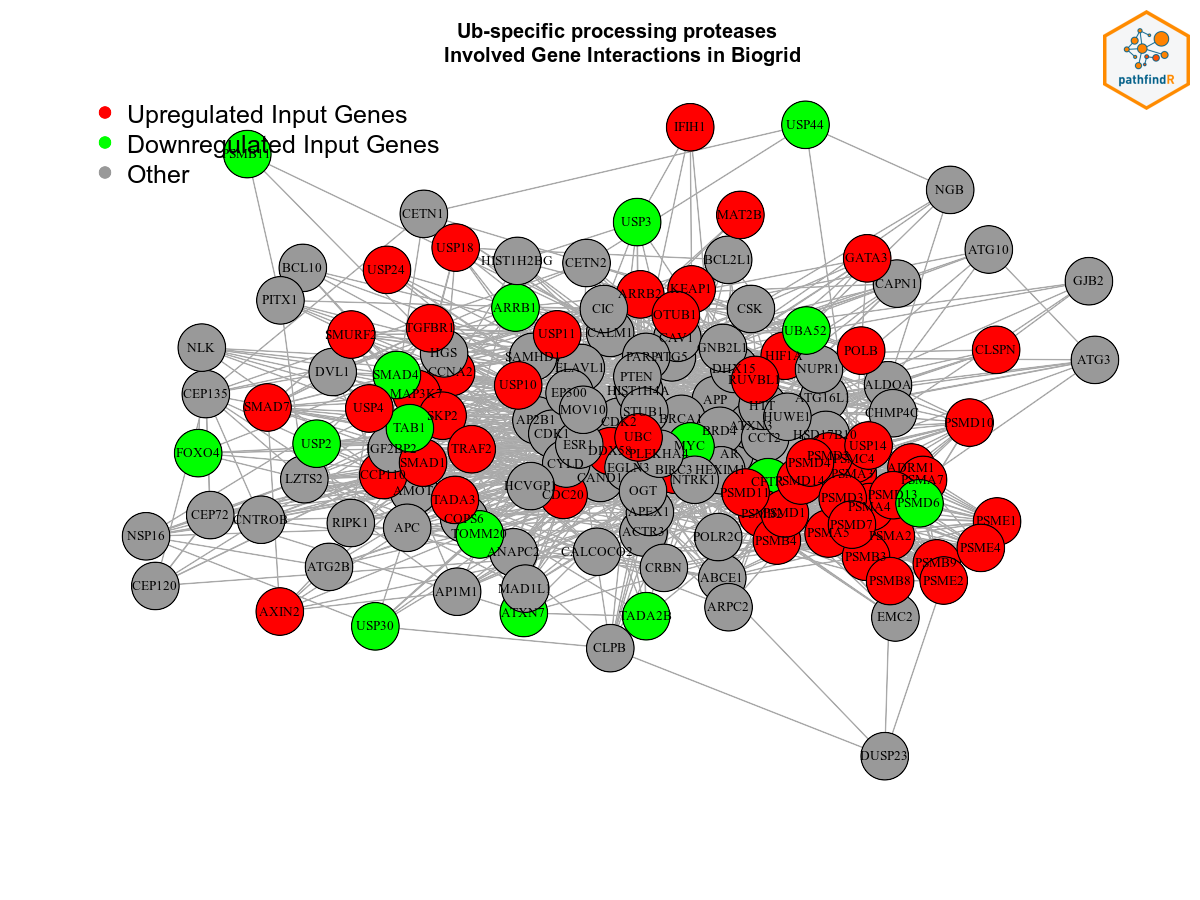 Ub-specific processing proteases
Involved Gene Interactions in Biogrid
pathfindR
Upregulated Input Genes
Downregulated Input Genes
Other
PSMB11
IFIH1
USP44
NGB
CETN1
MAT2B
USP3
USP18
HIST1H2BG
CETN2
BCL2L1
GATA3
ATG10
BCL10
USP24
CAPN1
GJB2
PITX1
ARRB1
ARRB2
KEAP1
CIC
CSK
OTUB1
SMURF2
TGFBR1
USP11
CALM1
CAV1
UBA52
NLK
HGS
SAMHD1
PARP1
ATG5
GNB2L1
HIF1A
POLB
CLSPN
ATG3
DVL1
SMAD4
CCNA2
ELAVL1
PTEN
DHX15
RUVBL1
NUPR1
CEP135
MAP3K7
USP10
EP300
HIST1H4A
APP
ATG16L
ALDOA
SMAD7
USP4
SKP2
MOV10
STUB1
BRCA1
HTT
HUWE1
CHMP4C
TAB1
AP2B1
CDK2
BRD4
ATXN3
PSMD10
USP2
CDK1
UBC
MYC
CCT2
HSD17B10
USP14
FOXO4
IGF2BP2
TRAF2
ESR1
DDX58
PLEKHA4
AR
PSMC4
SMAD1
CYLD
EGLN3
BIRC3
HEXIM1
PSMD4
ADRM1
LZTS2
CCP110
CAND1
NTRK1
CFTR
PSMD14
PSMA7
AMOT
HCVGP1
CDC20
OGT
PSMD11
PSMD3
PSMD13
TADA3
PSMA4
PSMD6
CEP72
CNTROB
RIPK1
APC
COPS6
APEX1
PSMD1
PSMD7
PSME1
NSP16
TOMM20
ACTR3
POLR2C
PSMB4
PSMA5
PSMA2
PSME4
ANAPC2
CALCOCO2
PSMB3
PSMB9
ATG2B
CRBN
ABCE1
PSMB8
PSME2
CEP120
AP1M1
MAD1L
AXIN2
ATXN7
TADA2B
ARPC2
EMC2
USP30
CLPB
DUSP23